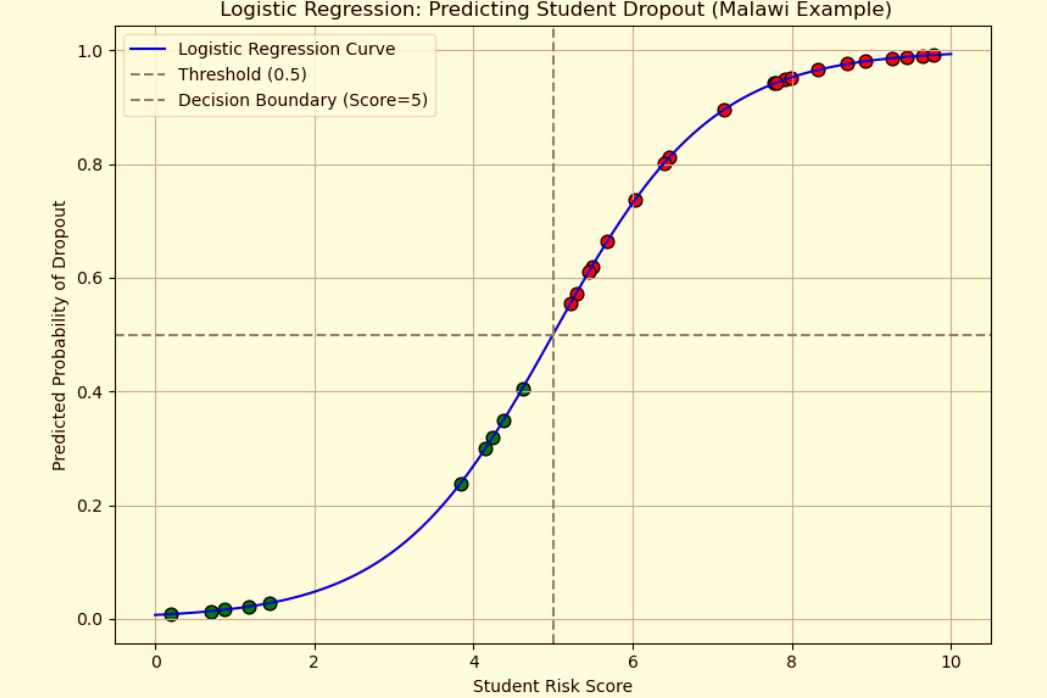 Logistic Regression: Predicting Student Dropout (Malawi Example)
Logistic Regression Curve
Threshold (0.5)
Decision Boundary (Score=5)
Predicted Probability of Dropout
1.0
0.8
0.6
0.4
0.2
0.0
0 2 4 6 8 10
Student Risk Score